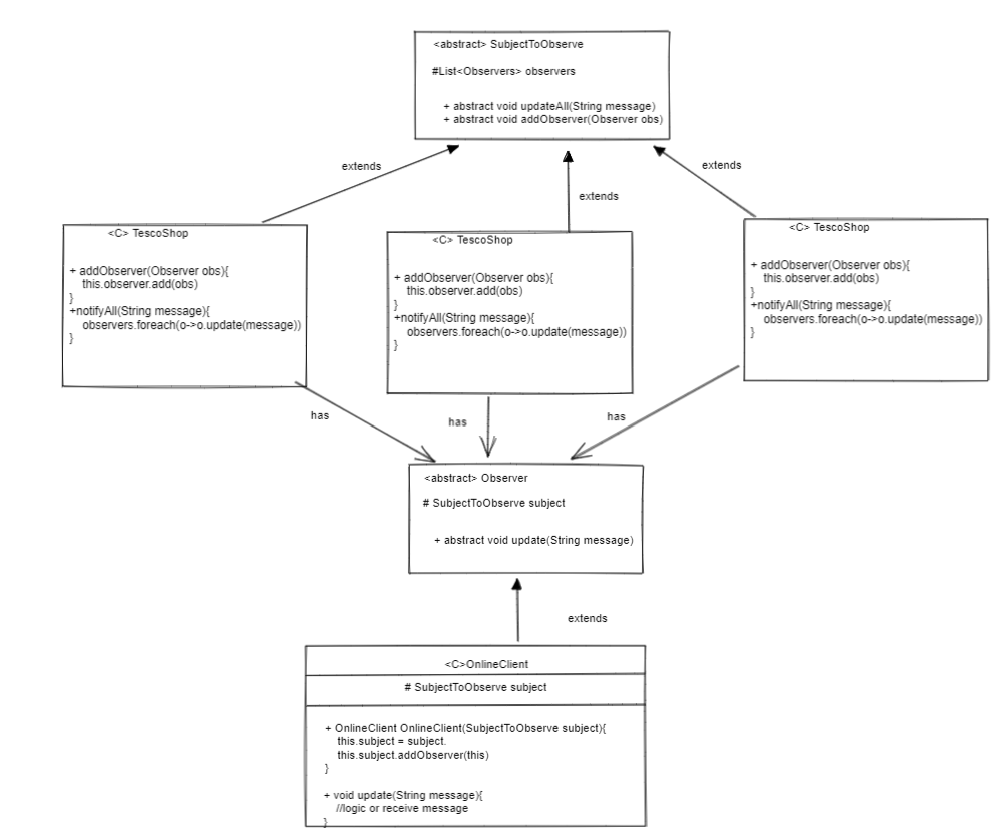 <abstract> SubjectToObserve
#List<Observers> observers
+ abstract void updateAll(String message)
+ abstract void addObserver(Observer obs)
extends
extends
extends
<C> TescoShop
+ addObserver(Observer obs){
this.observer.add(obs)
}
+notifyAll(String message){
observers.foreach(o->o.update(message))
}
<C> TescoShop
+ addObserver(Observer obs){
this.observer.add(obs)
}
+notifyAll(String message){
observers.foreach(o->o.update(message))
}
<C> TescoShop
+ addObserver(Observer obs){
this.observer.add(obs)
}
+notifyAll(String message){
observers.foreach(o->o.update(message))
}
has
has
has
<abstract> Observer
# SubjectToObserve subject
+ abstract void update(String message)
extends
<C>OnlineClient
# SubjectToObserve subject
+ OnlineClient OnlineClient(SubjectToObserve subject){
this.subject = subject.
this.subject.addObserver(this)
}
+ void update(String message){
//logic or receive message
}